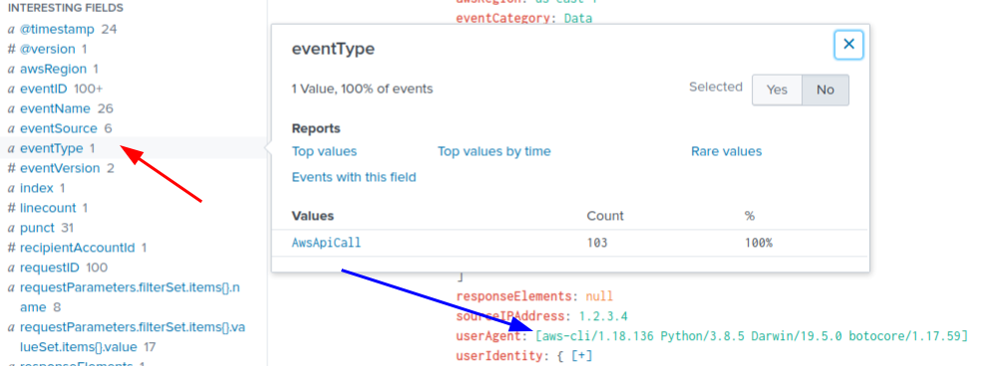 INTERESTING FIELDS
a @timestamp 24
# @version 1
a awsRegion 1
a eventID 100+
a eventName 26
a eventSource 6
a eventType 1
# eventVersion 2
a index 1
# linecount 1
a punct 31
# recipientAccountId 1
a requestID 100
a requestParameters.filterSet.items{}.n
ame 8
a requestParameters.filterSet.items{}.va
lueSet.items{}.value 17
eventCategory: Data
eventType
1 Value, 100% of events
Selected Yes No
Reports
Top values Top values by time Rare values
Events with this field
Values Count %
AwsApiCall 103 100%
]
responseElements: null
sourceIPAddress: 1.2.3.4
userAgent: [aws-cli/1.18.136 Python/3.8.5 Darwin/19.5.0 botocore/1.17.59]
userIdentity: { [+]